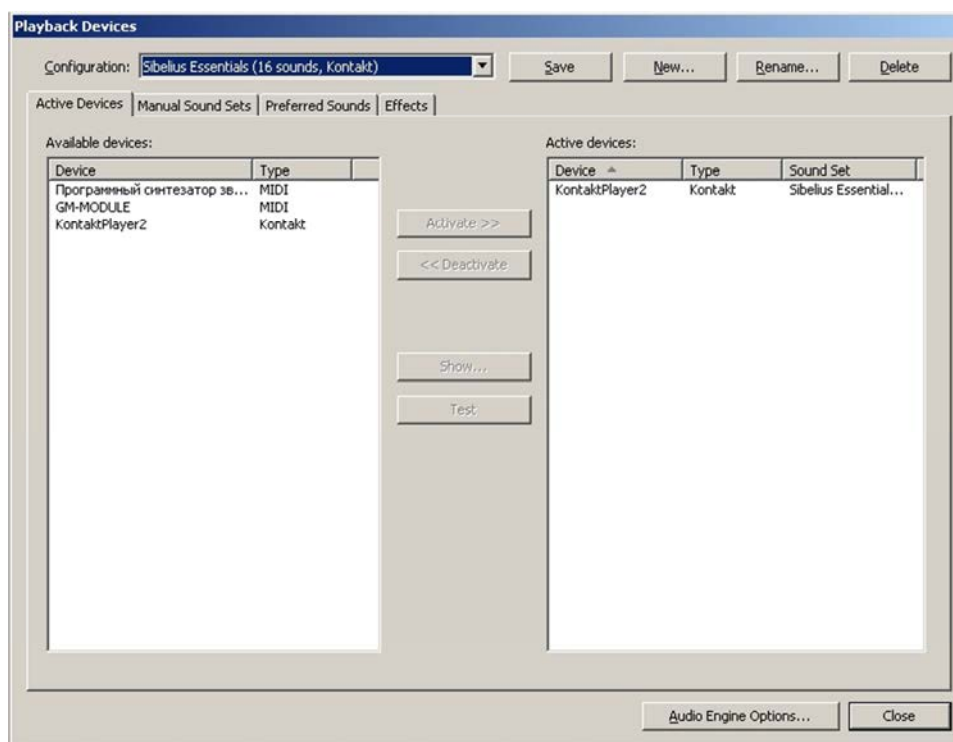 Playback Devices
Configuration: Sibelius Essentials (16 sounds, Kontakt) Save New... Rename... Delete
Active Devices Manual Sound Sets Preferred Sounds Effects
Available devices: Active devices:
Device Type Device Type Sound Set
Программный синтезатор зв... MIDI KontaktPlayer2 Kontakt Sibelius Essential...
GM-MODULE MIDI
KontaktPlayer2 Kontakt
Activate >>
<< Deactivate
Show...
Test
Audio Engine Options... Close